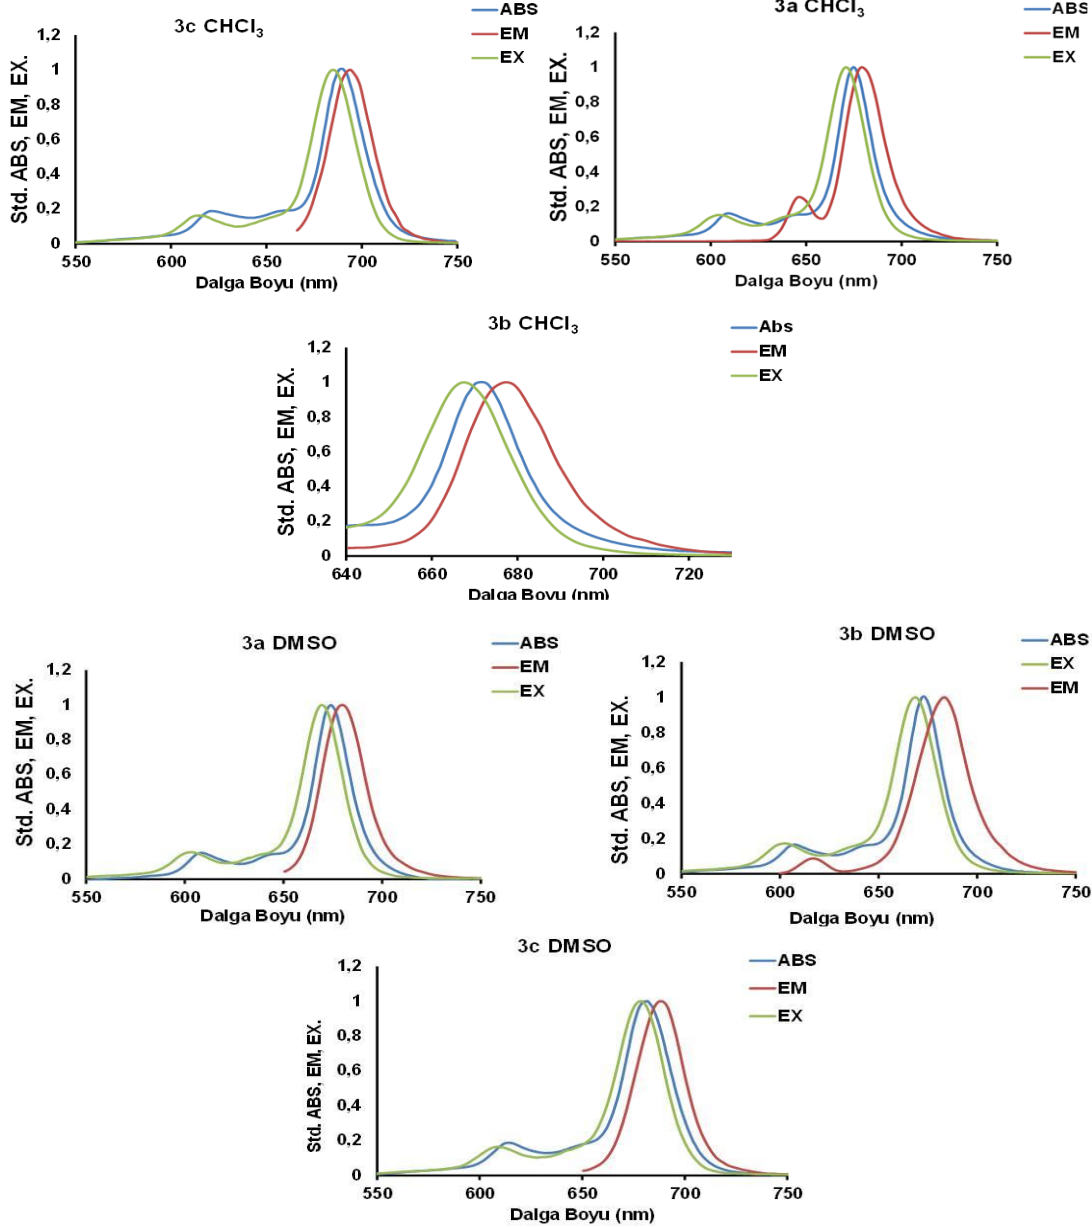 3c CHCl₃
ABS
EM
EX
Std. ABS, EM, EX.
1,2
1
0,8
0,6
0,4
0,2
0
550 600 650 700 750
Dalga Boyu (nm)
3a CHCl₃
ABS
EM
EX
Std. ABS, EM, EX.
1,2
1
0,8
0,6
0,4
0,2
0
550 600 650 700 750
Dalga Boyu (nm)
3b CHCl₃
Abs
EM
EX
Std. ABS, EM, EX.
1,2
1
0,8
0,6
0,4
0,2
0
640 660 680 700 720
Dalga Boyu (nm)
3a DMSO
ABS
EM
EX
Std. ABS, EM, EX.
1,2
1
0,8
0,6
0,4
0,2
0
550 600 650 700 750
Dalga Boyu (nm)
3b DMSO
ABS
EX
EM
Std. ABS, EM, EX.
1,2
1
0,8
0,6
0,4
0,2
0
550 600 650 700 750
Dalga Boyu (nm)
3c DMSO
ABS
EM
EX
Std. ABS, EM, EX.
1,2
1
0,8
0,6
0,4
0,2
0
550 600 650 700 750
Dalga Boyu (nm)